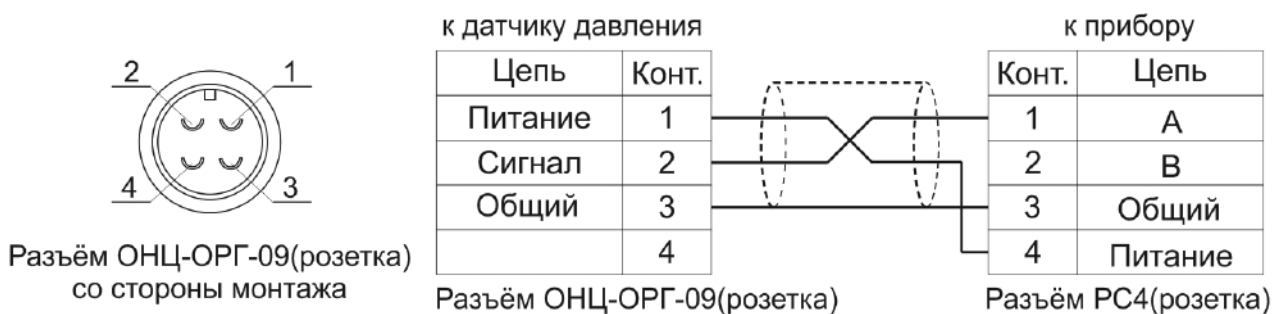 2 1
4 3
Разъём ОНЦ-ОРГ-09(розетка)
со стороны монтажа
к датчику давления
Цепь Конт.
Питание 1
Сигнал 2
Общий 3
4
Разъём ОНЦ-ОРГ-09(розетка)
к прибору
Конт. Цепь
1 A
2 B
3 Общий
4 Питание
Разъём РС4(розетка)